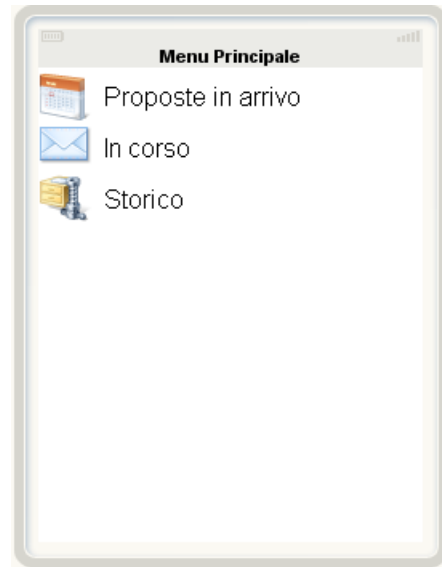 Menu Principale
Proposte in arrivo
In corso
Storico